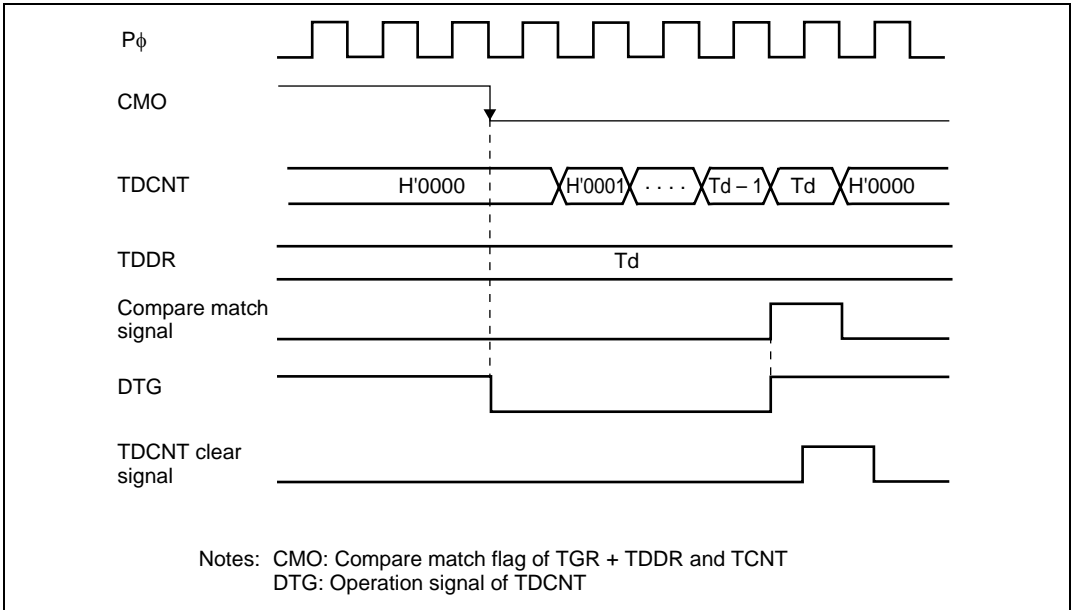 Pϕ
CMO
TDCNT
H'0000 H'0001 · · · · Td – 1 Td H'0000
TDDR
Td
Compare match
signal
DTG
TDCNT clear
signal
Notes: CMO: Compare match flag of TGR + TDDR and TCNT
DTG: Operation signal of TDCNT